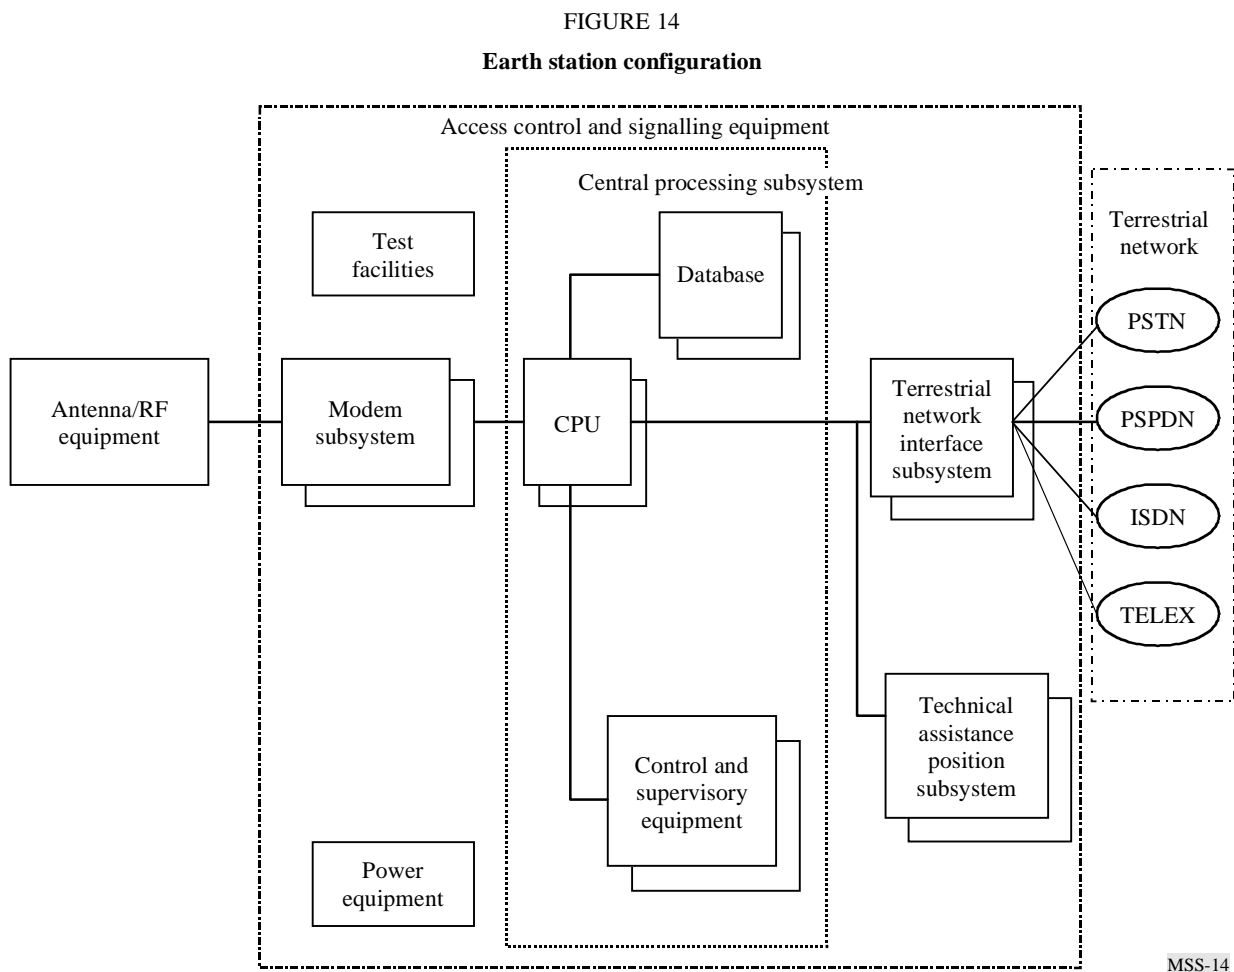 FIGURE 14
Earth station configuration
Access control and signalling equipment
Central processing subsystem
Terrestrial
network
Test
facilities
Database
PSTN
Antenna/RF
equipment
Modem
subsystem
CPU
Terrestrial
network
interface
subsystem
PSPDN
ISDN
TELEX
Technical
assistance
position
subsystem
Control and
supervisory
equipment
Power
equipment
MSS-14